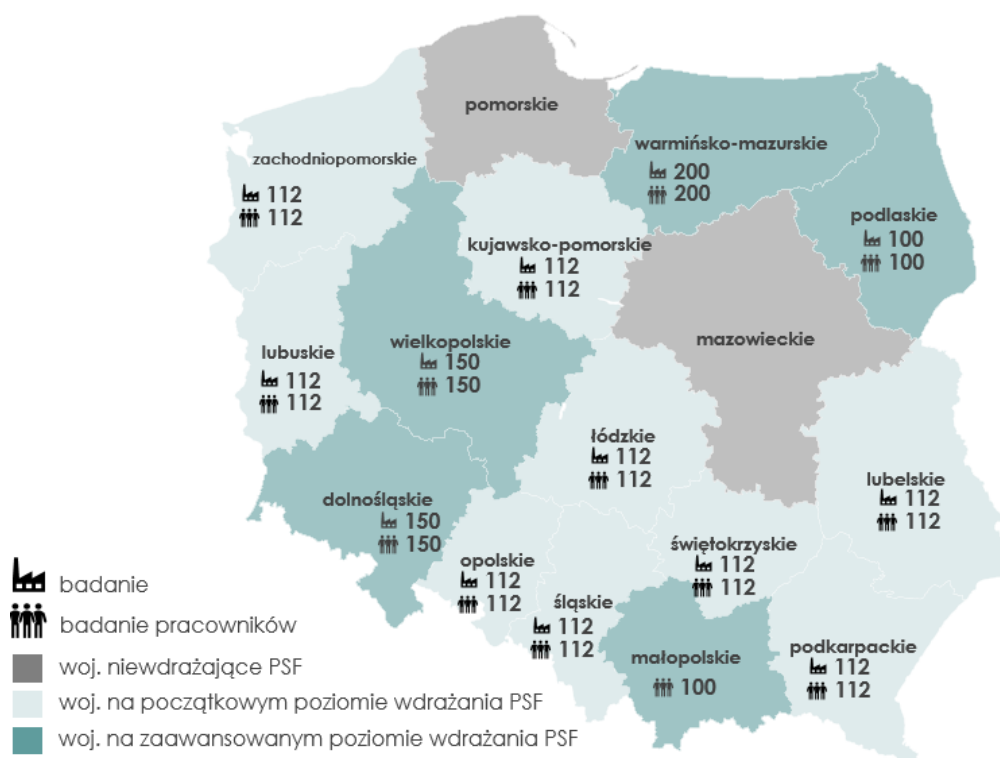 pomorskie
warmińsko-mazurskie
200
200
zachodniopomorskie
112
112
podlaskie
100
100
kujawsko-pomorskie
112
112
wielkopolskie
150
150
mazowieckie
lubuskie
112
112
łódzkie
112
112
lubelskie
112
112
dolnośląskie
150
150
świętokrzyskie
112
112
opolskie
112
112
śląskie
112
112
małopolskie
100
podkarpackie
112
112
badanie
badanie pracowników
woj. niewdrażające PSF
woj. na początkowym poziomie wdrażania PSF
woj. na zaawansowanym poziomie wdrażania PSF